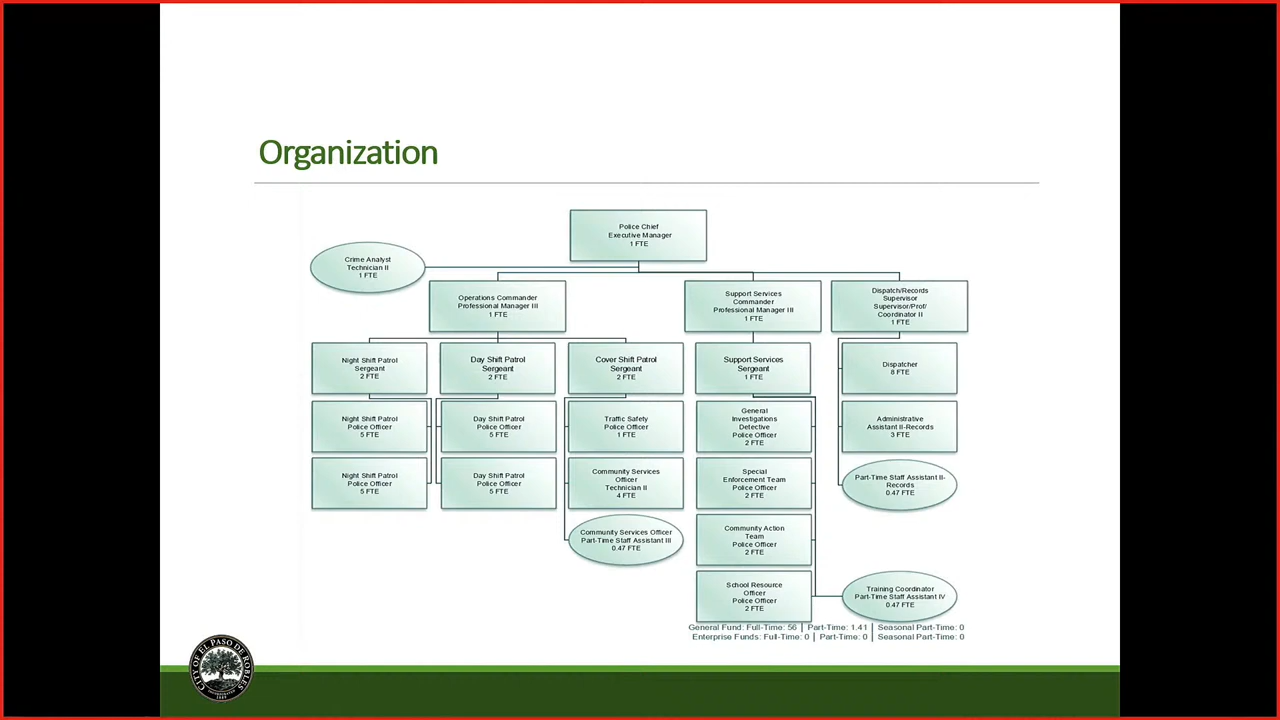 Organization
Police Chief
Executive Manager
1 FTE
Crime Analyst
Technician II
1 FTE
Operations Commander
Professional Manager III
1 FTE
Support Services
Commander
Professional Manager III
1 FTE
Dispatch/Records
Supervisor
Supervisor/Prof/
Coordinator II
1 FTE
Night Shift Patrol
Sergeant
2 FTE
Day Shift Patrol
Sergeant
2 FTE
Cover Shift Patrol
Sergeant
2 FTE
Support Services
Sergeant
1 FTE
Dispatcher
8 FTE
Night Shift Patrol
Police Officer
5 FTE
Day Shift Patrol
Police Officer
5 FTE
Traffic Safety
Police Officer
1 FTE
General
Investigations
Detective
Police Officer
2 FTE
Administrative
Assistant II-Records
3 FTE
Night Shift Patrol
Police Officer
5 FTE
Day Shift Patrol
Police Officer
5 FTE
Community Services
Officer
Technician II
4 FTE
Special
Enforcement Team
Police Officer
2 FTE
Part-Time Staff Assistant II-
Records
0.47 FTE
Community Services Officer
Part-Time Staff Assistant III
0.47 FTE
Community Action
Team
Police Officer
2 FTE
School Resource
Officer
Police Officer
2 FTE
Training Coordinator
Part-Time Staff Assistant IV
0.47 FTE
General Fund: Full-Time: 56 | Part-Time: 1.41 | Seasonal Part-Time: 0
Enterprise Funds: Full-Time: 0 | Part-Time: 0 | Seasonal Part-Time: 0
CITY OF EL PASO DE ROBLES